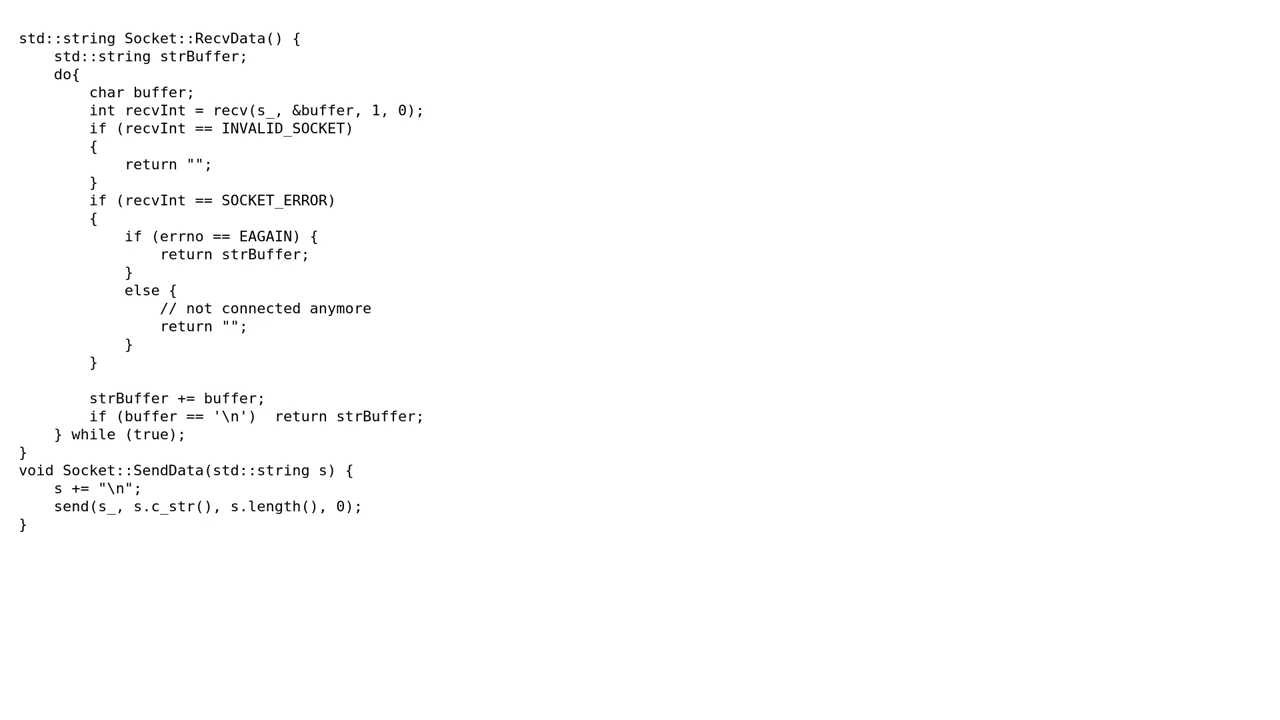 std::string Socket::RecvData() {
    std::string strBuffer;
    do{
        char buffer;
        int recvInt = recv(s_, &buffer, 1, 0);
        if (recvInt == INVALID_SOCKET)
        {
            return "";
        }
        if (recvInt == SOCKET_ERROR)
        {
            if (errno == EAGAIN) {
                return strBuffer;
            }
            else {
                // not connected anymore
                return "";
            }
        }

        strBuffer += buffer;
        if (buffer == '\n')  return strBuffer;
    } while (true);
}
void Socket::SendData(std::string s) {
    s += "\n";
    send(s_, s.c_str(), s.length(), 0);
}